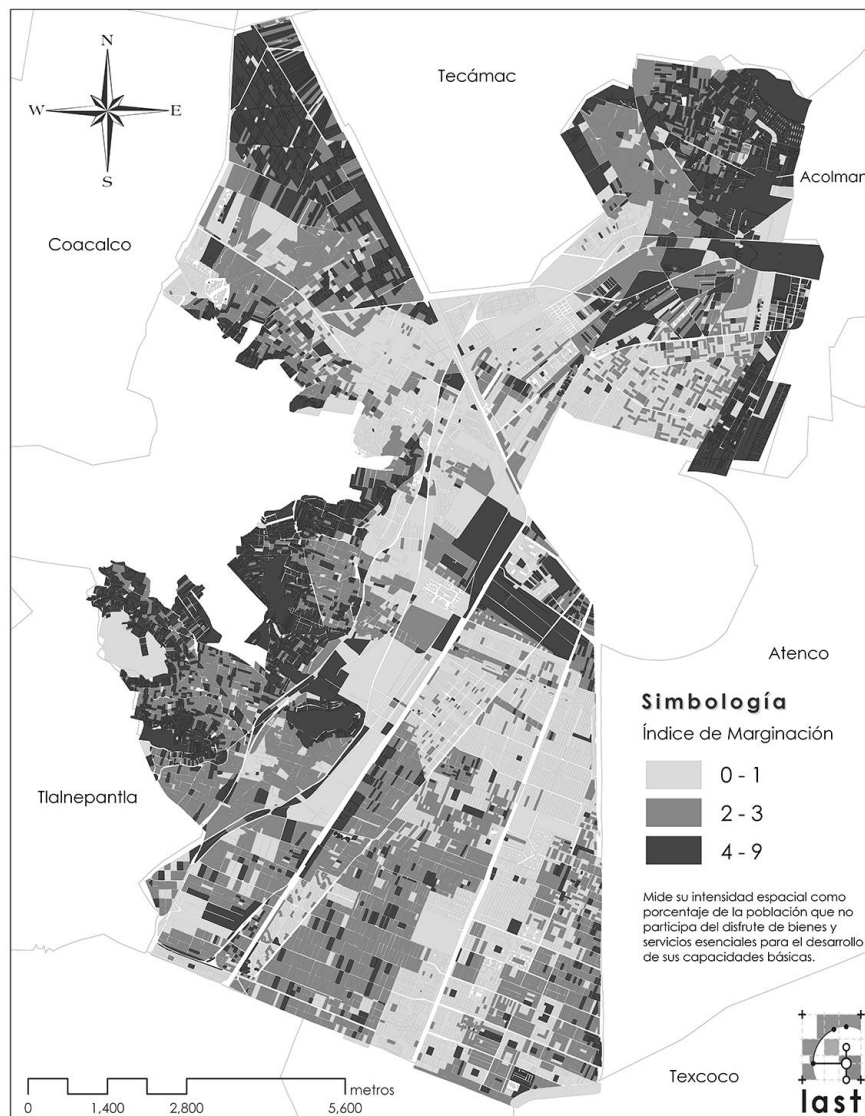 N
W E
S
Tecámac
Acolman
Coacalco
Atenco
Simbología
Índice de Marginación
0 - 1
2 - 3
4 - 9
Tlalnepantla
Mide su intensidad espacial como
porcentaje de la población que no
participa del disfrute de bienes y
servicios esenciales para el desarrollo
de sus capacidades básicas.
Texcoco
last
metros
0 1,400 2,800 5,600